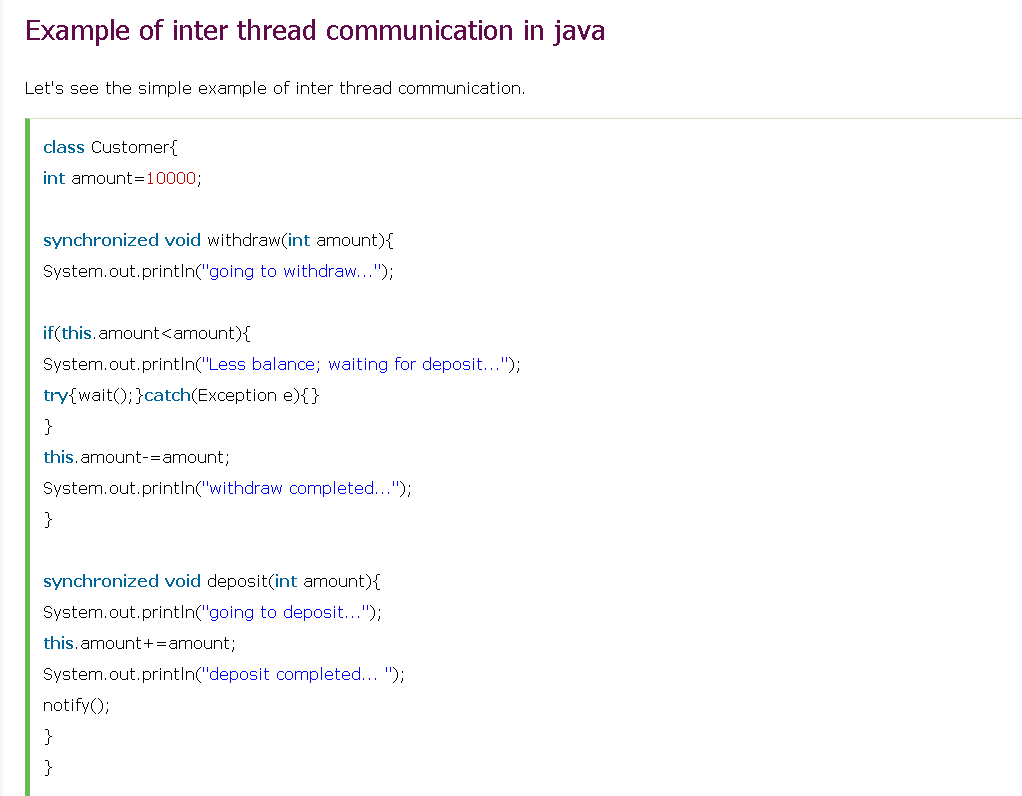 Example of inter thread communication in java
Let's see the simple example of inter thread communication.
class Customer{
int amount=10000;
synchronized void withdraw(int amount){
System.out.println("going to withdraw...");
if(this.amount<amount){
System.out.println("Less balance; waiting for deposit...");
try{wait();}catch(Exception e){}
}
this.amount-=amount;
System.out.println("withdraw completed...");
}
synchronized void deposit(int amount){
System.out.println("going to deposit...");
this.amount+=amount;
System.out.println("deposit completed... ");
notify();
}
}